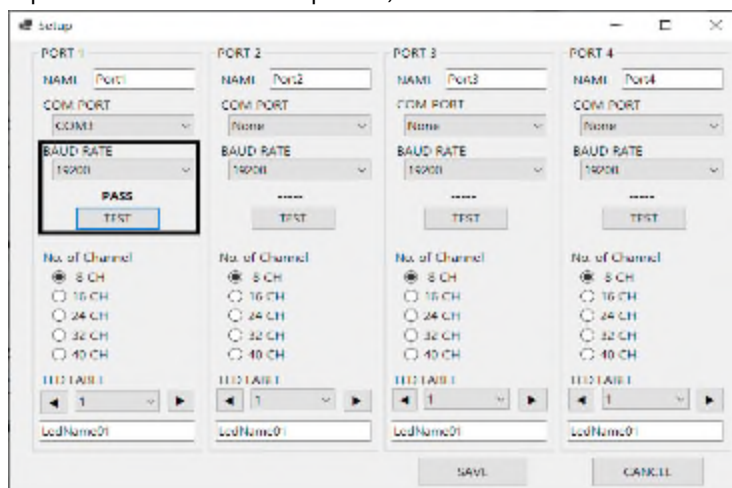 Setup
PORT 1
NAME Port1
COM PORT
COM3
BAUD RATE
19200
PASS
TEST
No. of Channel
8 CH
16 CH
24 CH
32 CH
40 CH
LED LABEL
1
LedName01
PORT 2
NAME Port2
COM PORT
None
BAUD RATE
19200
-----
TEST
No. of Channel
8 CH
16 CH
24 CH
32 CH
40 CH
LED LABEL
1
LedName01
PORT 3
NAME Port3
COM PORT
None
BAUD RATE
19200
-----
TEST
No. of Channel
8 CH
16 CH
24 CH
32 CH
40 CH
LED LABEL
1
LedName01
PORT 4
NAME Port4
COM PORT
None
BAUD RATE
19200
-----
TEST
No. of Channel
8 CH
16 CH
24 CH
32 CH
40 CH
LED LABEL
1
LedName01
SAVE
CANCEL